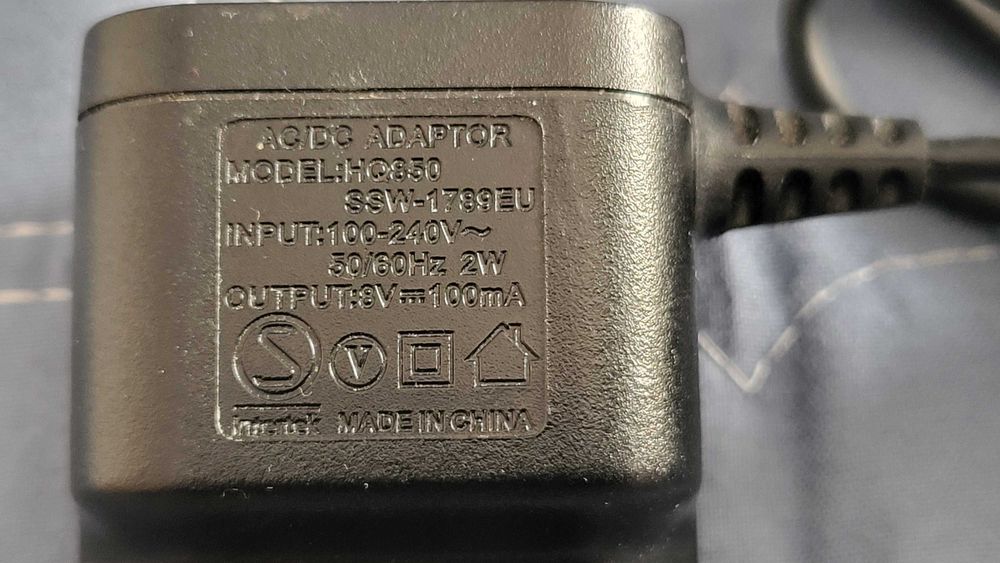 AC/DC ADAPTOR
MODEL:HQ850
SSW-1789EU
INPUT:100-240V～
50/60Hz 2W
OUTPUT:8V⎓100mA
S
V
Intertek MADE IN CHINA